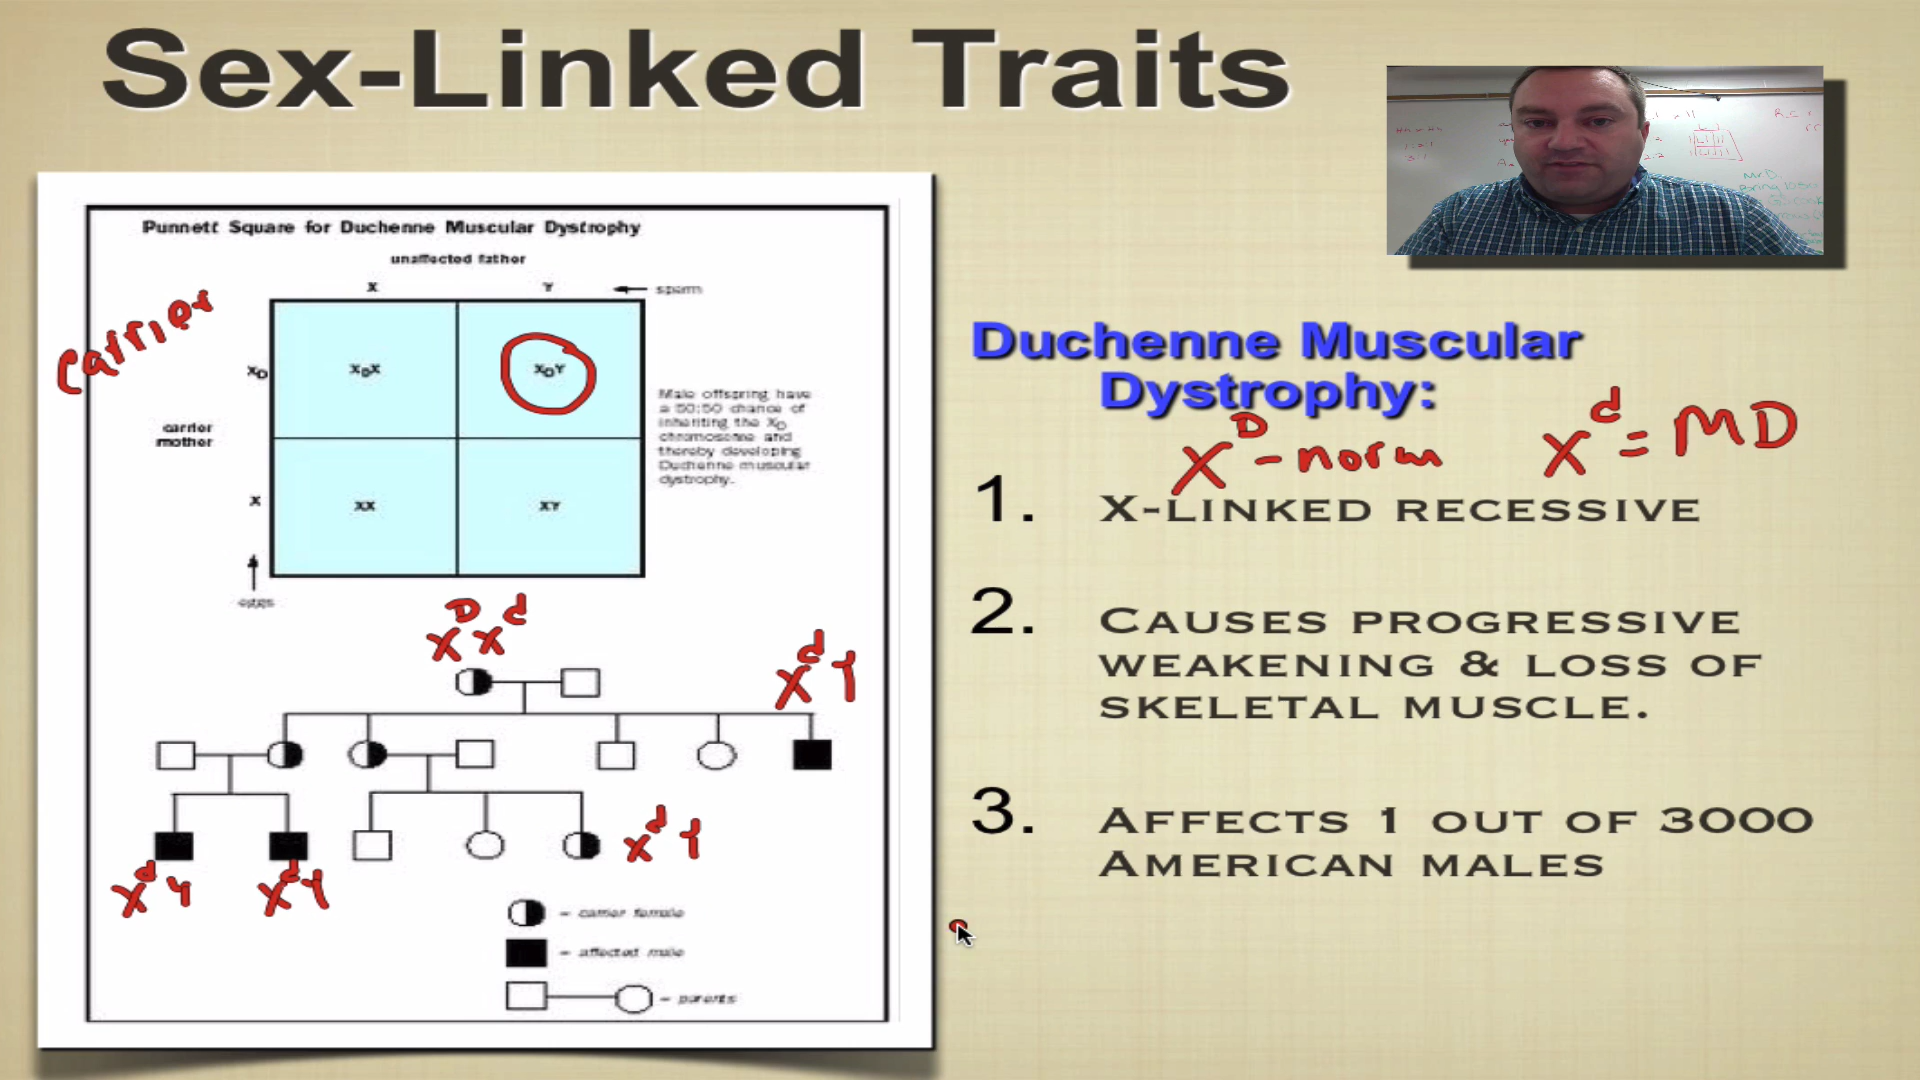 Sex-Linked Traits
Punnett Square for Duchenne Muscular Dystrophy
unaffected father
X Y
sperm
Carrier
X_D
X_DX X_DY
carrier
mother
Male offspring have
a 50:50 chance of
inheriting the X_D
chromosome and
thereby developing
Duchenne muscular
dystrophy.
X
XX XY
eggs
X^D X^d
X^d Y
X^d Y
X^d Y X^d Y
= carrier female
= affected male
= parents
Duchenne Muscular
Dystrophy:
X^D - norm X^d = MD
1. X-LINKED RECESSIVE
2. CAUSES PROGRESSIVE
WEAKENING & LOSS OF
SKELETAL MUSCLE.
3. AFFECTS 1 OUT OF 3000
AMERICAN MALES